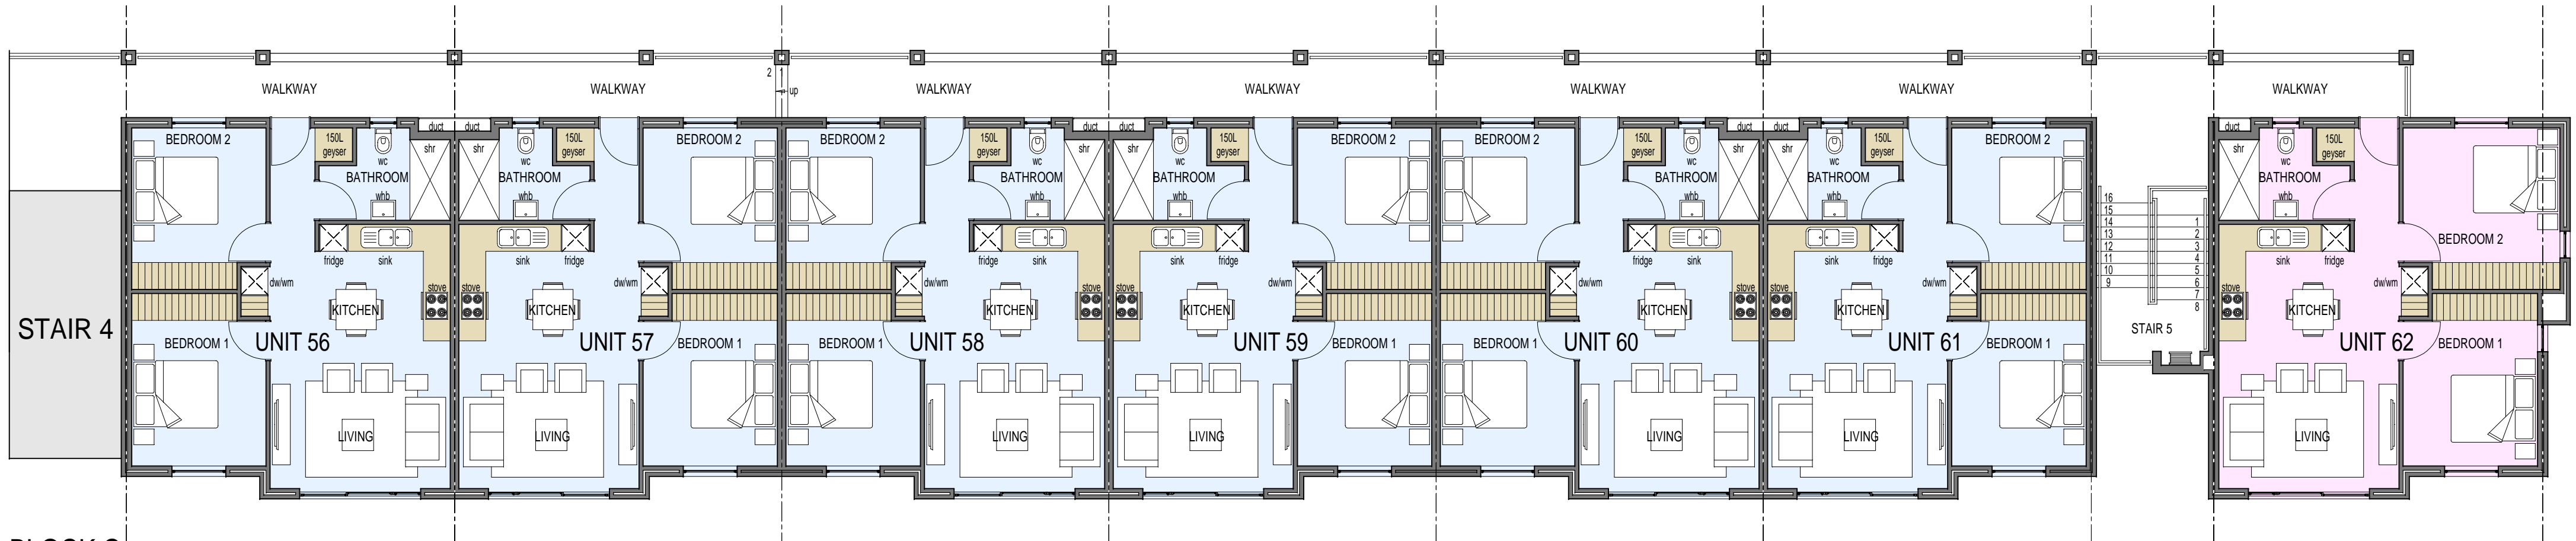 2 1
up
WALKWAY WALKWAY WALKWAY WALKWAY WALKWAY WALKWAY WALKWAY
duct duct duct duct duct duct duct
BEDROOM 2
150L
geyser
wc
shr
BATHROOM
whb
fridge
sink
dw/wm
stove
KITCHEN
STAIR 4
UNIT 56
BEDROOM 1
LIVING
shr
wc
150L
geyser
BEDROOM 2
BATHROOM
whb
sink
fridge
dw/wm
stove
KITCHEN
UNIT 57
BEDROOM 1
LIVING
BEDROOM 2
150L
geyser
wc
shr
BATHROOM
whb
fridge
sink
dw/wm
stove
KITCHEN
UNIT 58
BEDROOM 1
LIVING
shr
wc
150L
geyser
BEDROOM 2
BATHROOM
whb
sink
fridge
dw/wm
stove
KITCHEN
UNIT 59
BEDROOM 1
LIVING
BEDROOM 2
150L
geyser
wc
shr
BATHROOM
whb
fridge
sink
dw/wm
stove
KITCHEN
UNIT 60
BEDROOM 1
LIVING
shr
wc
150L
geyser
BEDROOM 2
BATHROOM
whb
sink
fridge
dw/wm
stove
KITCHEN
UNIT 61
BEDROOM 1
LIVING
16
15
14
13
12
11
10
9
1
2
3
4
5
6
7
8
STAIR 5
shr
wc
150L
geyser
BATHROOM
whb
BEDROOM 2
sink
fridge
dw/wm
stove
KITCHEN
UNIT 62
BEDROOM 1
LIVING